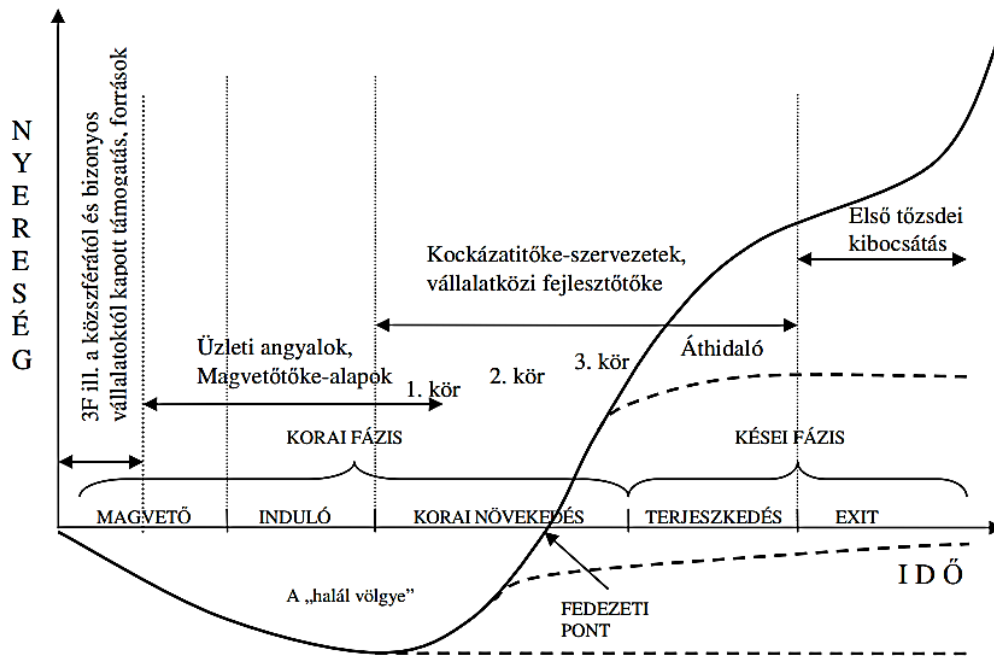 NYERESÉG
3F ill. a közszférától és bizonyos
vállalatoktól kapott támogatás, források
Üzleti angyalok,
Magvetőtőke-alapok
1. kör
2. kör
3. kör
Kockázatitőke-szervezetek,
vállalatközi fejlesztőtőke
Áthidaló
Első tőzsdei
kibocsátás
KORAI FÁZIS
KÉSEI FÁZIS
MAGVETŐ
INDULÓ
KORAI NÖVEKEDÉS
TERJESZKEDÉS
EXIT
IDŐ
A „halál völgye”
FEDEZETI
PONT